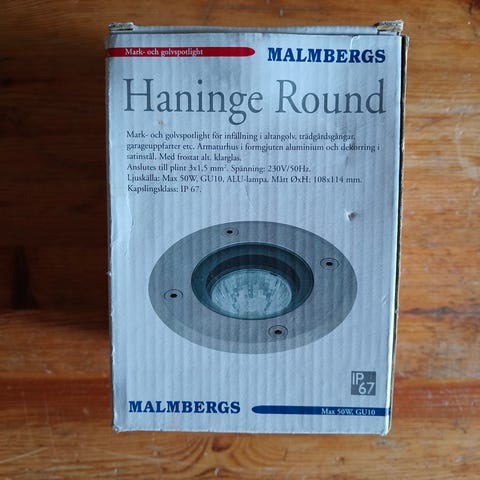 Mark- och golvspotlight
MALMBERGS
Haninge Round
Mark- och golvspotlight för infällning i altangolv, trädgårdsgångar,
garageuppfarter etc. Armaturhus i formgjuten aluminium och dekorring i
satinstål. Med frostat alt. klarglas.
Anslutes till plint 3x1,5 mm². Spänning: 230V/50Hz.
Ljuskälla: Max 50W, GU10, ALU-lampa. Mått ØxH: 108x114 mm.
Kapslingsklass: IP 67.
IP
67
MALMBERGS
Max 50W, GU10